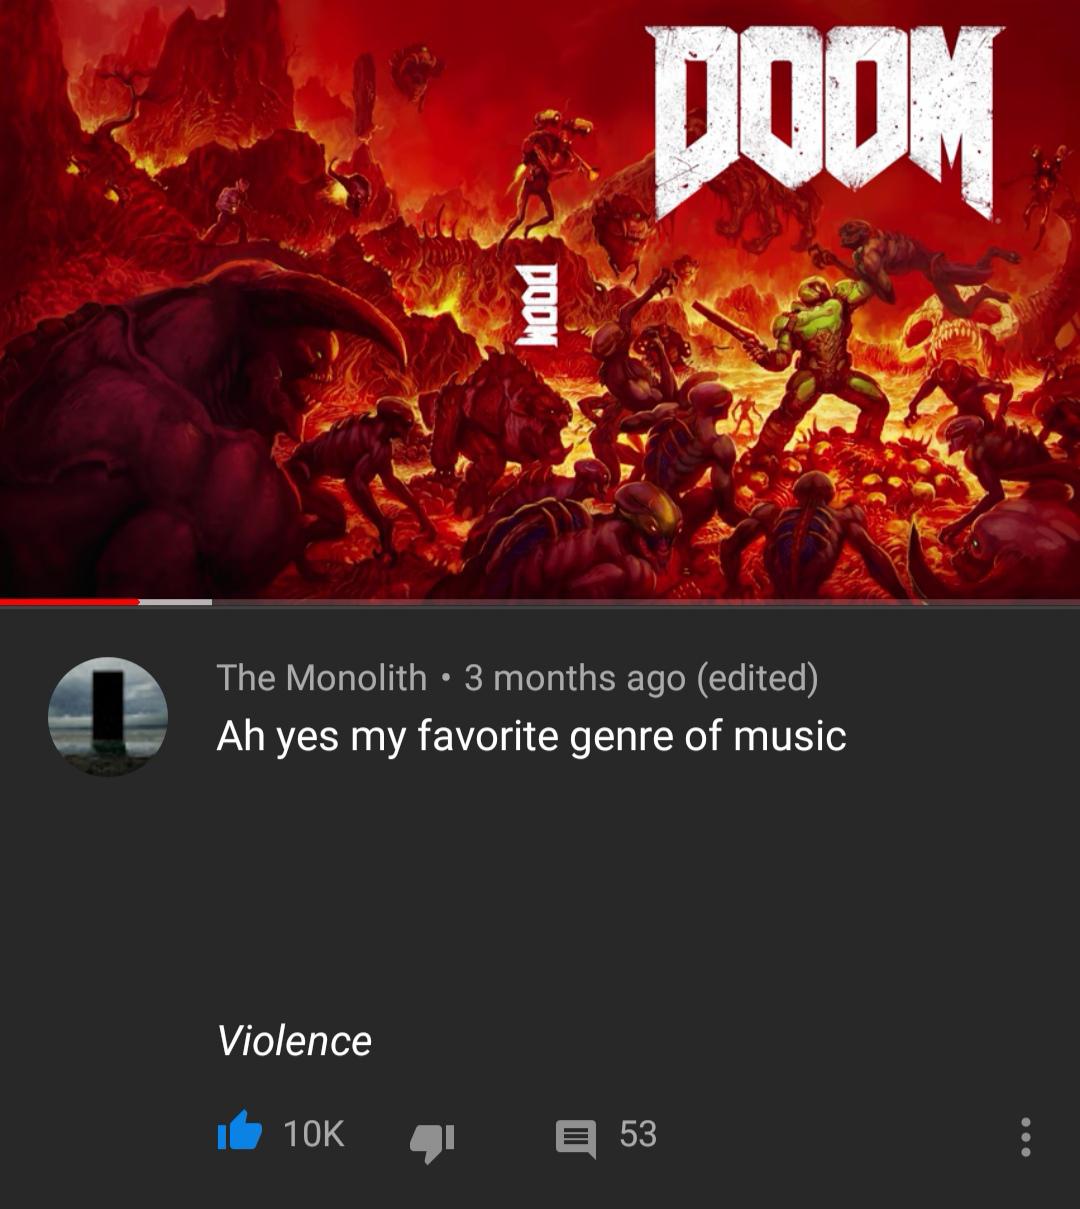 DOOM
DOOM
The Monolith • 3 months ago (edited)
Ah yes my favorite genre of music
Violence
10K
53